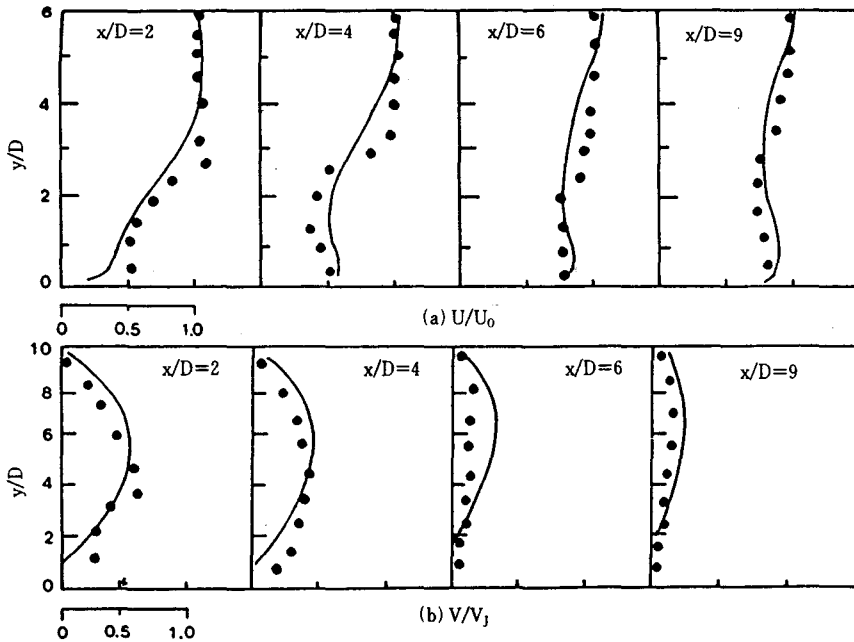 6
4
2
0
y/D
x/D=2
x/D=4
x/D=6
x/D=9
0 0.5 1.0
(a) U/U₀
10
8
6
4
2
0
y/D
x/D=2
x/D=4
x/D=6
x/D=9
0 0.5 1.0
(b) V/V_J